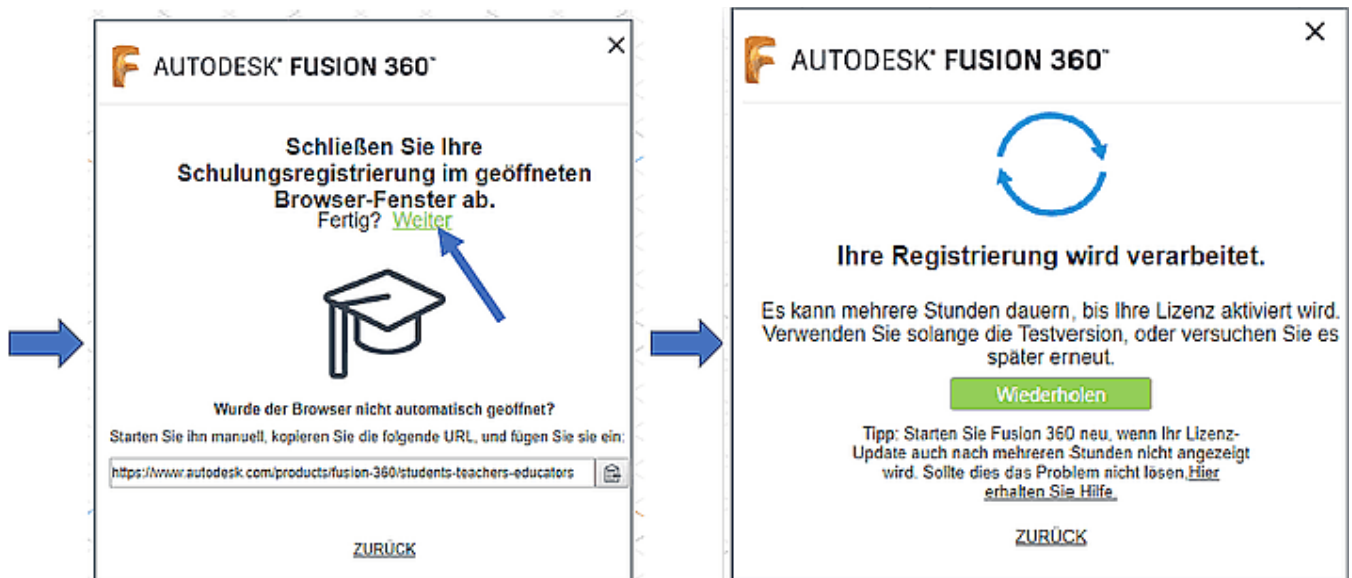 AUTODESK® FUSION 360™
Schließen Sie Ihre
Schulungsregistrierung im geöffneten
Browser-Fenster ab.
Fertig? Weiter
Wurde der Browser nicht automatisch geöffnet?
Starten Sie ihn manuell, kopieren Sie die folgende URL, und fügen Sie sie ein:
https://www.autodesk.com/products/fusion-360/students-teachers-educators
ZURÜCK
AUTODESK® FUSION 360™
Ihre Registrierung wird verarbeitet.
Es kann mehrere Stunden dauern, bis Ihre Lizenz aktiviert wird.
Verwenden Sie solange die Testversion, oder versuchen Sie es
später erneut.
Wiederholen
Tipp: Starten Sie Fusion 360 neu, wenn Ihr Lizenz-
Update auch nach mehreren Stunden nicht angezeigt
wird. Sollte dies das Problem nicht lösen,Hier
erhalten Sie Hilfe.
ZURÜCK